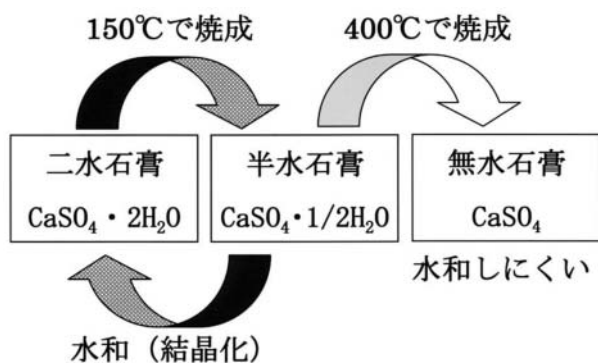 150℃で焼成
400℃で焼成
二水石膏
CaSO₄・2H₂O
半水石膏
CaSO₄・1/2H₂O
無水石膏
CaSO₄
水和しにくい
水和（結晶化）